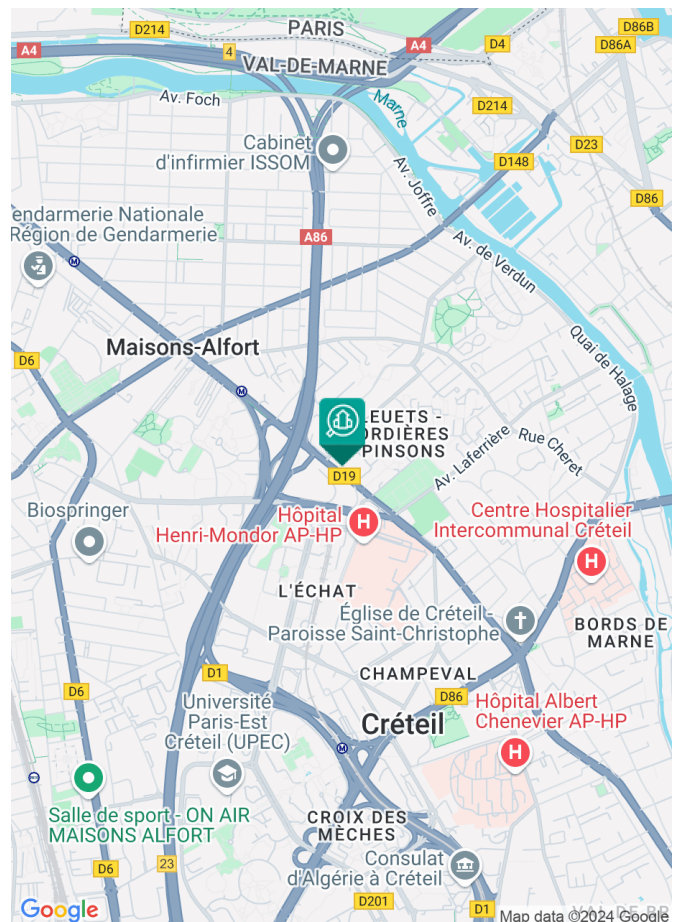 PARIS
D214
A4
D4
D86B
D86A
A4
4
VAL-DE-MARNE
Av. Foch
Marne
D214
Cabinet
d'infirmier ISSOM
D148
D23
Av. Joffre
D86
endarmerie Nationale
Région de Gendarmerie
A86
Av. de Verdun
M
Maisons-Alfort
D6
Quai de Halage
M
LEUETS -
ORDIÈRES
PINSONS
Rue Cheret
D19
Av. Laferrière
Biospringer
Hôpital
Henri-Mondor AP-HP
H
Centre Hospitalier
Intercommunal Créteil
H
L'ÉCHAT
Église de Créteil -
Paroisse Saint-Christophe
BORDS DE
MARNE
D1
CHAMPEVAL
D6
D86
Université
Paris-Est
Créteil (UPEC)
Créteil
Hôpital Albert
Chenevier AP-HP
H
M
Salle de sport - ON AIR
MAISONS ALFORT
CROIX DES
MÈCHES
23
D6
Consulat
d'Algérie à Créteil
D201
D1
Google
Map data ©2024 Google